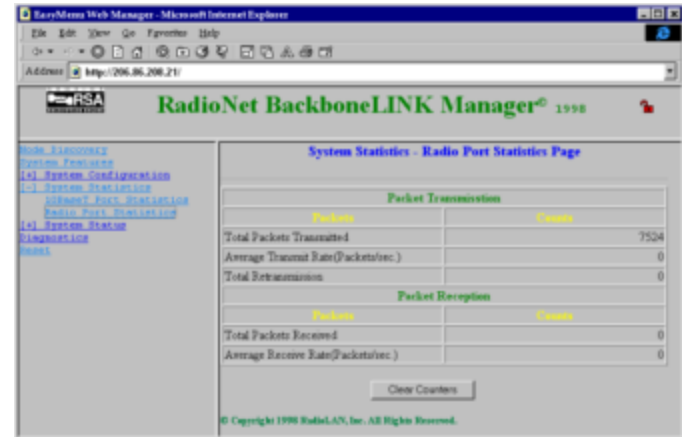 EasyMenu Web Manager - Microsoft Internet Explorer
File Edit View Go Favorites Help
Address http://206.86.200.21/
RSA
RadioNet BackboneLINK Manager© 1998
Node Discovery
System Features
[+] System Configuration
[-] System Statistics
10BaseT Port Statistics
Radio Port Statistics
[+] System Status
Diagnostics
Reset
System Statistics - Radio Port Statistics Page
Packet Transmission
Packets Counts
Total Packets Transmitted 7524
Average Transmit Rate(Packets/sec.) 0
Total Retransmission 0
Packet Reception
Packets Counts
Total Packets Received 0
Average Receive Rate(Packets/sec.) 0
Clear Counters
© Copyright 1998 RadioLAN, Inc. All Rights Reserved.